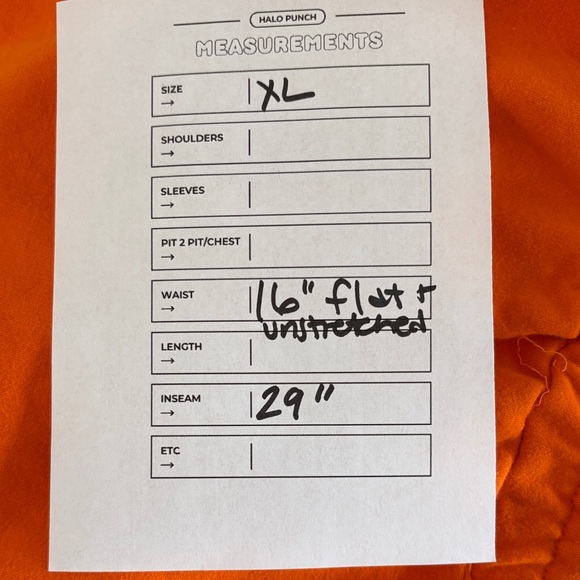 HALO PUNCH
MEASUREMENTS
SIZE
→ XL
SHOULDERS
→
SLEEVES
→
PIT 2 PIT/CHEST
→
WAIST
→ 16" flat +
unstretched
LENGTH
→
INSEAM
→ 29"
ETC
→